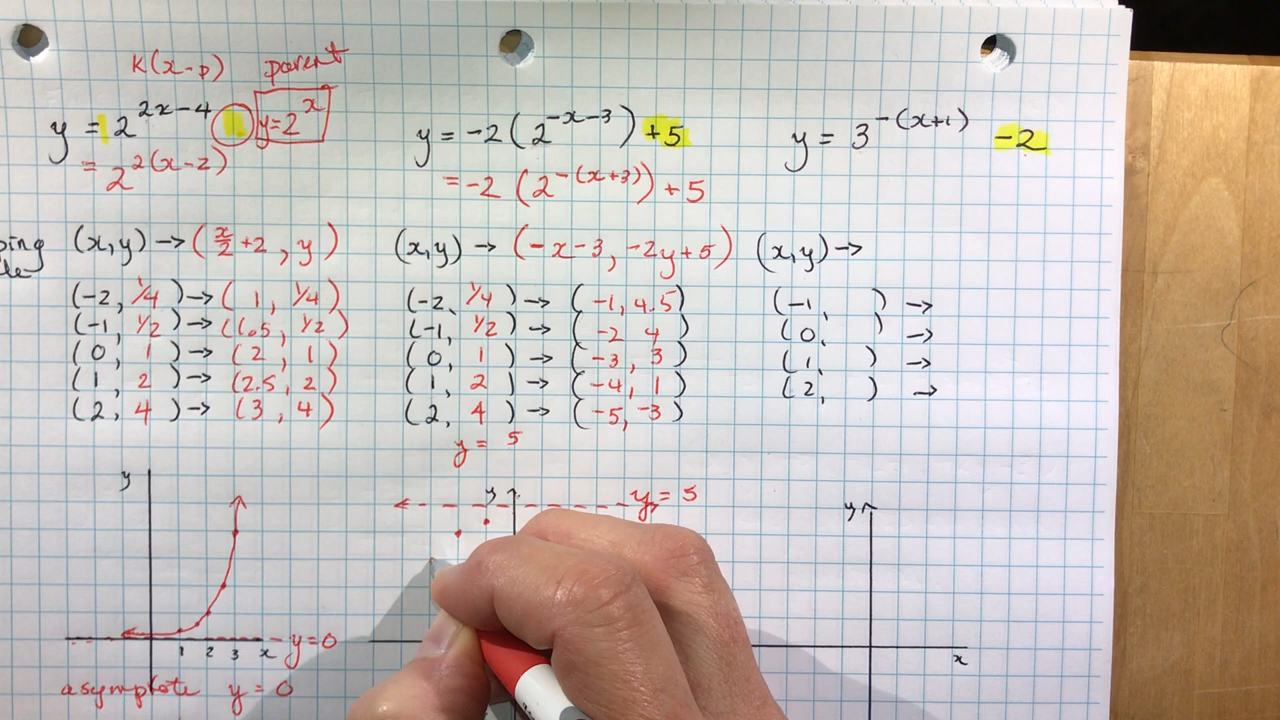 K(x-p) parent
y = 2^{2x-4} y=2^x
= 2^{2(x-2)}
(x,y) → (x/2 +2, y)
(-2, 1/4) → (1, 1/4)
(-1, 1/2) → (1.5, 1/2)
(0, 1) → (2, 1)
(1, 2) → (2.5, 2)
(2, 4) → (3, 4)
y
1 2 3 x y=0
asymptote y=0
y = -2(2^{-x-3}) +5
= -2(2^{-(x+3)}) +5
(x,y) → (-x-3, -2y+5)
(-2, 1/4) → (-1, 4.5)
(-1, 1/2) → (-2 4)
(0, 1) → (-3, 3)
(1, 2) → (-4, 1)
(2, 4) → (-5, -3)
y = 5
y y = 5
y = 3^{-(x+1)} -2
(x,y) →
(-1, ) →
(0, ) →
(1, ) →
(2, ) →
y
x